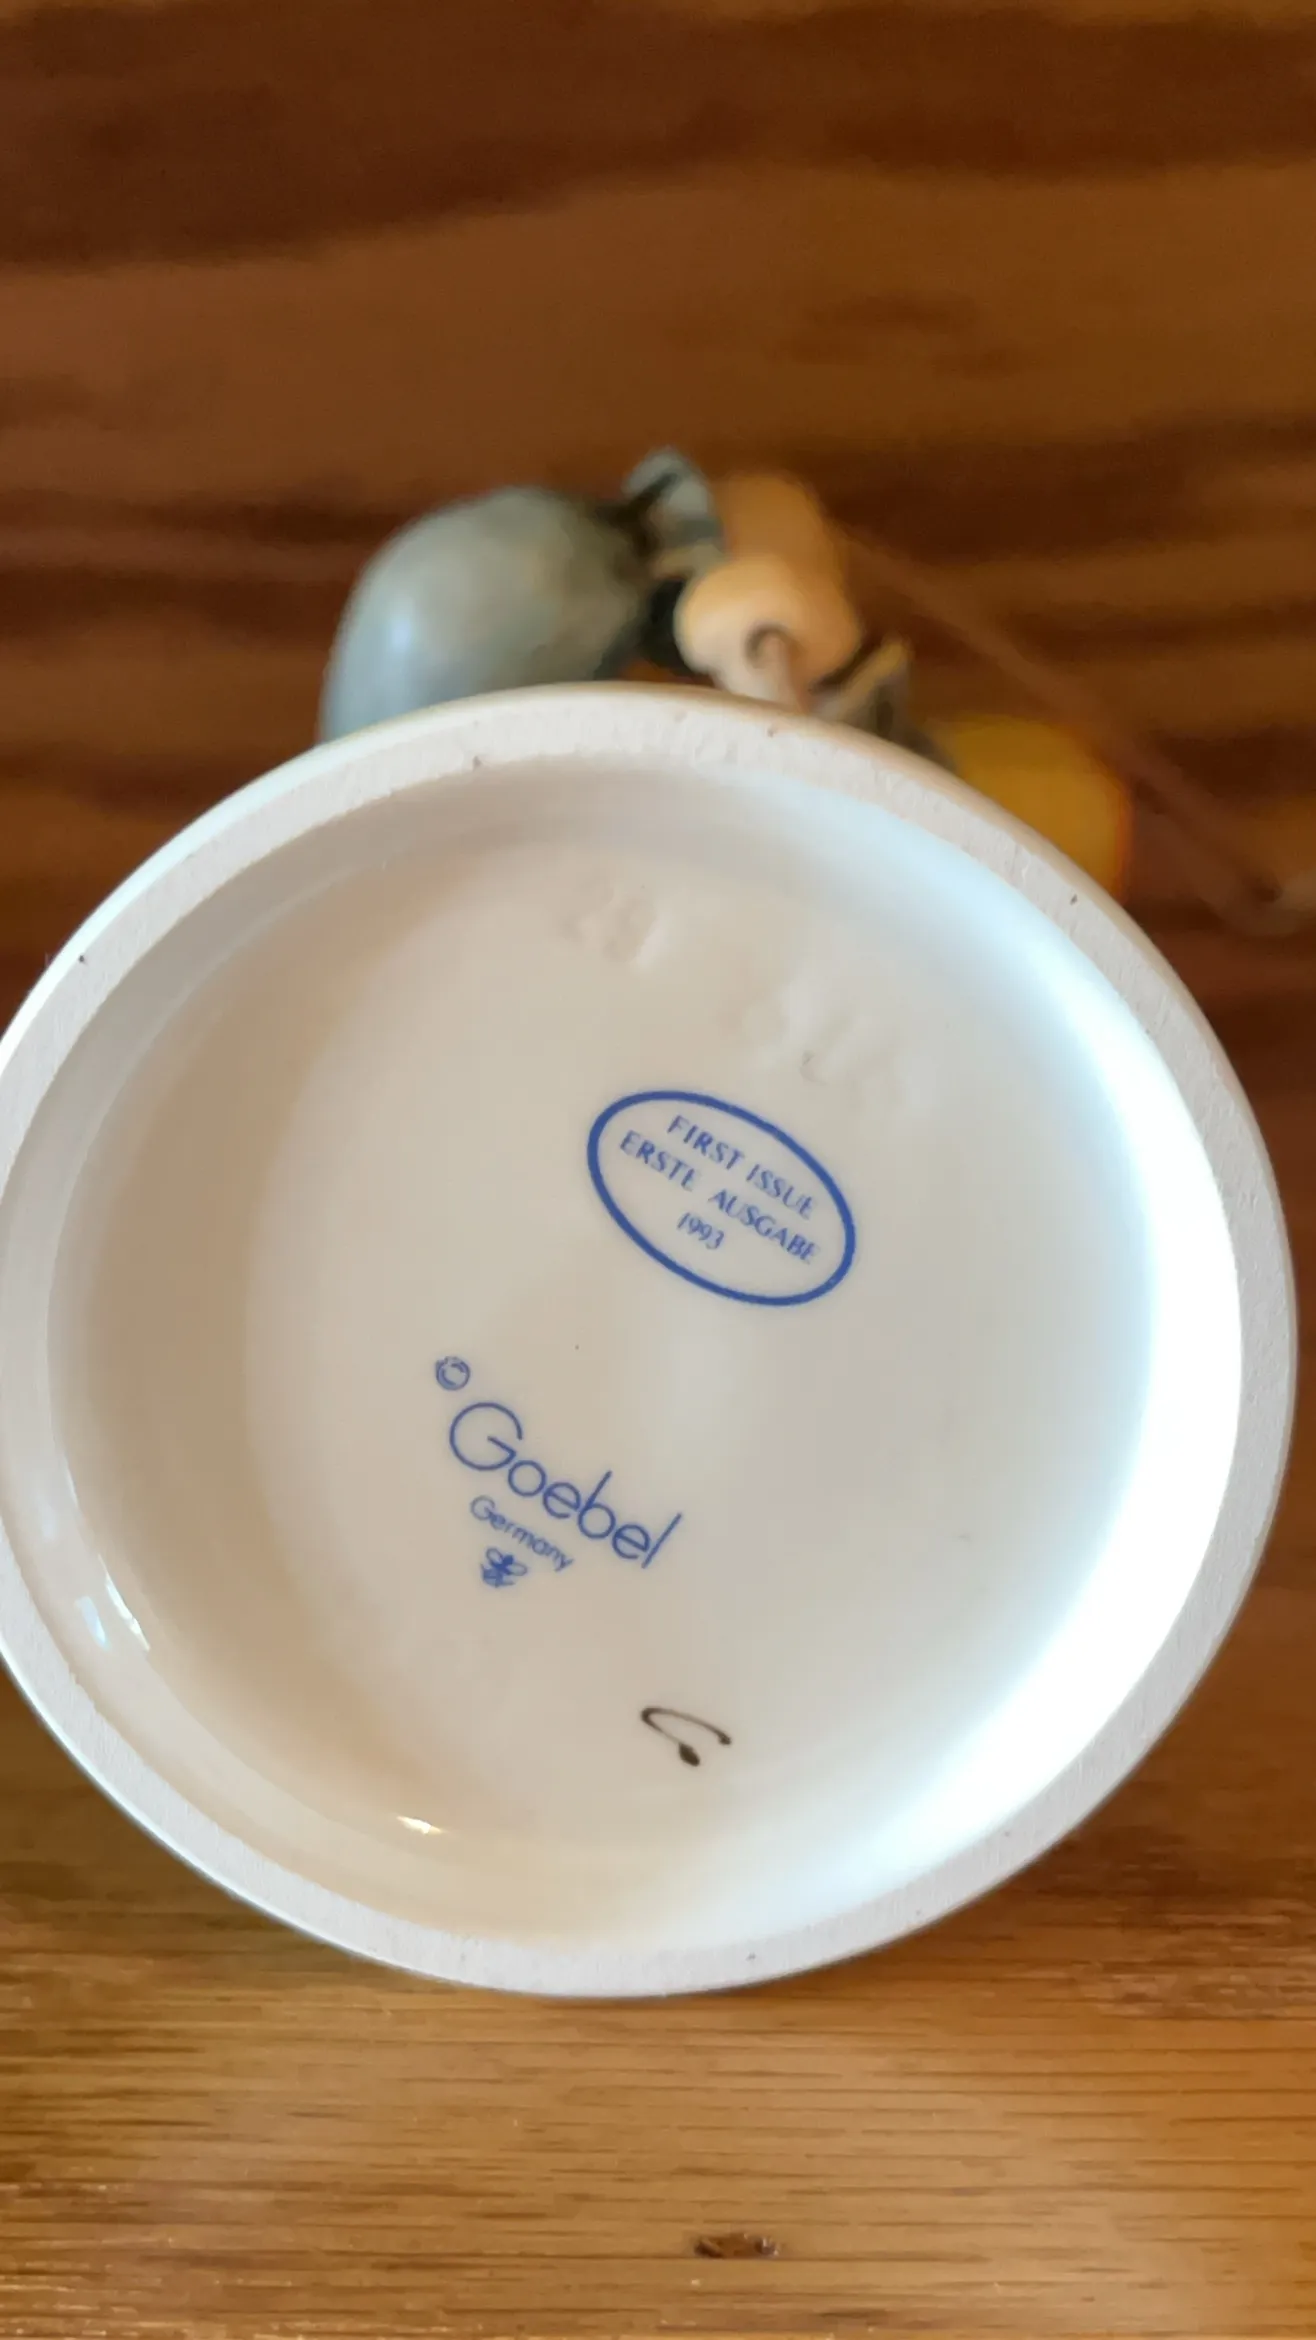 FIRST ISSUE
ERSTE AUSGABE
1993
©
Goebel
Germany